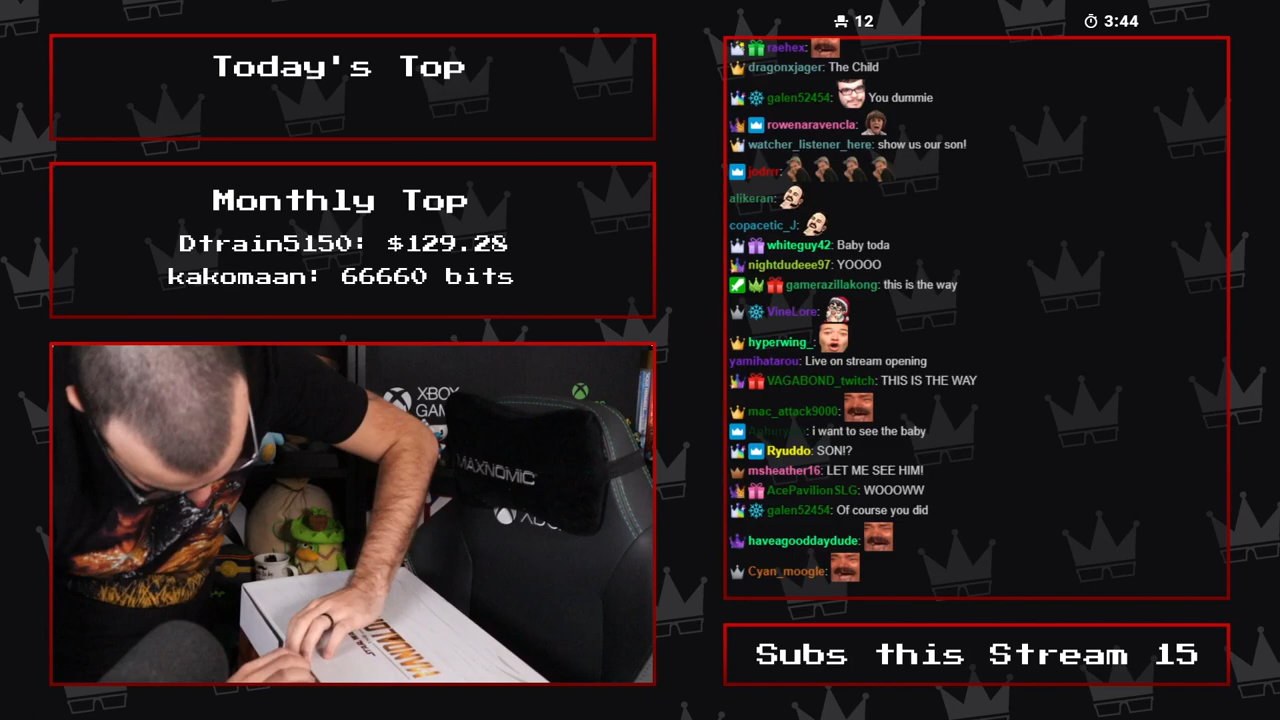 12
3:44
Today's Top
Monthly Top
Dtrain5150: $129.28
kakomaan: 66660 bits
XBOX
MAXNOMIC
raehex:
dragonxjager: The Child
galen52454: You dummie
rowenaravencla:
watcher_listener_here: show us our son!
jodrrr:
alikeran:
copacetic_J:
whiteguy42: Baby toda
nightdudeee97: YOOOO
gamerazillakong: this is the way
VineLore:
hyperwing_:
yamihatarou: Live on stream opening
VAGABOND_twitch: THIS IS THE WAY
mac_attack9000:
: i want to see the baby
Ryuddo: SON!?
msheather16: LET ME SEE HIM!
AcePavilionSLG: WOOOWW
galen52454: Of course you did
haveagooddaydude:
Cyan_moogle:
Subs this Stream 15